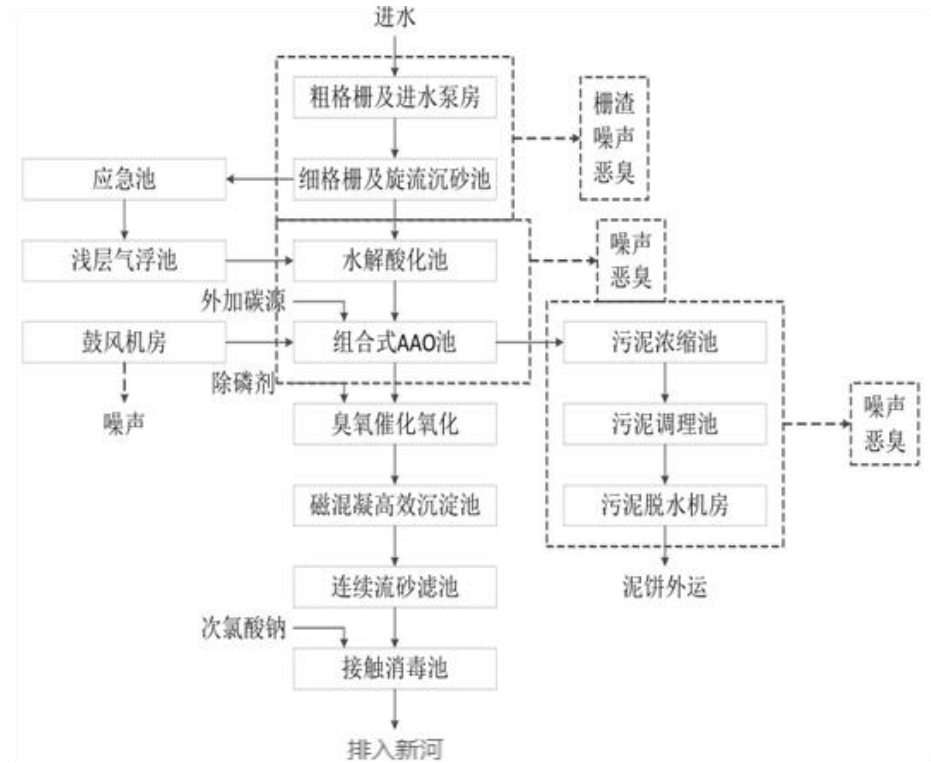 进水
粗格栅及进水泵房
栅渣
噪声
恶臭
应急池
细格栅及旋流沉砂池
浅层气浮池
水解酸化池
噪声
恶臭
外加碳源
鼓风机房
组合式AAO池
污泥浓缩池
除磷剂
噪声
臭氧催化氧化
污泥调理池
噪声
恶臭
磁混凝高效沉淀池
污泥脱水机房
连续流砂滤池
泥饼外运
次氯酸钠
接触消毒池
排入新河